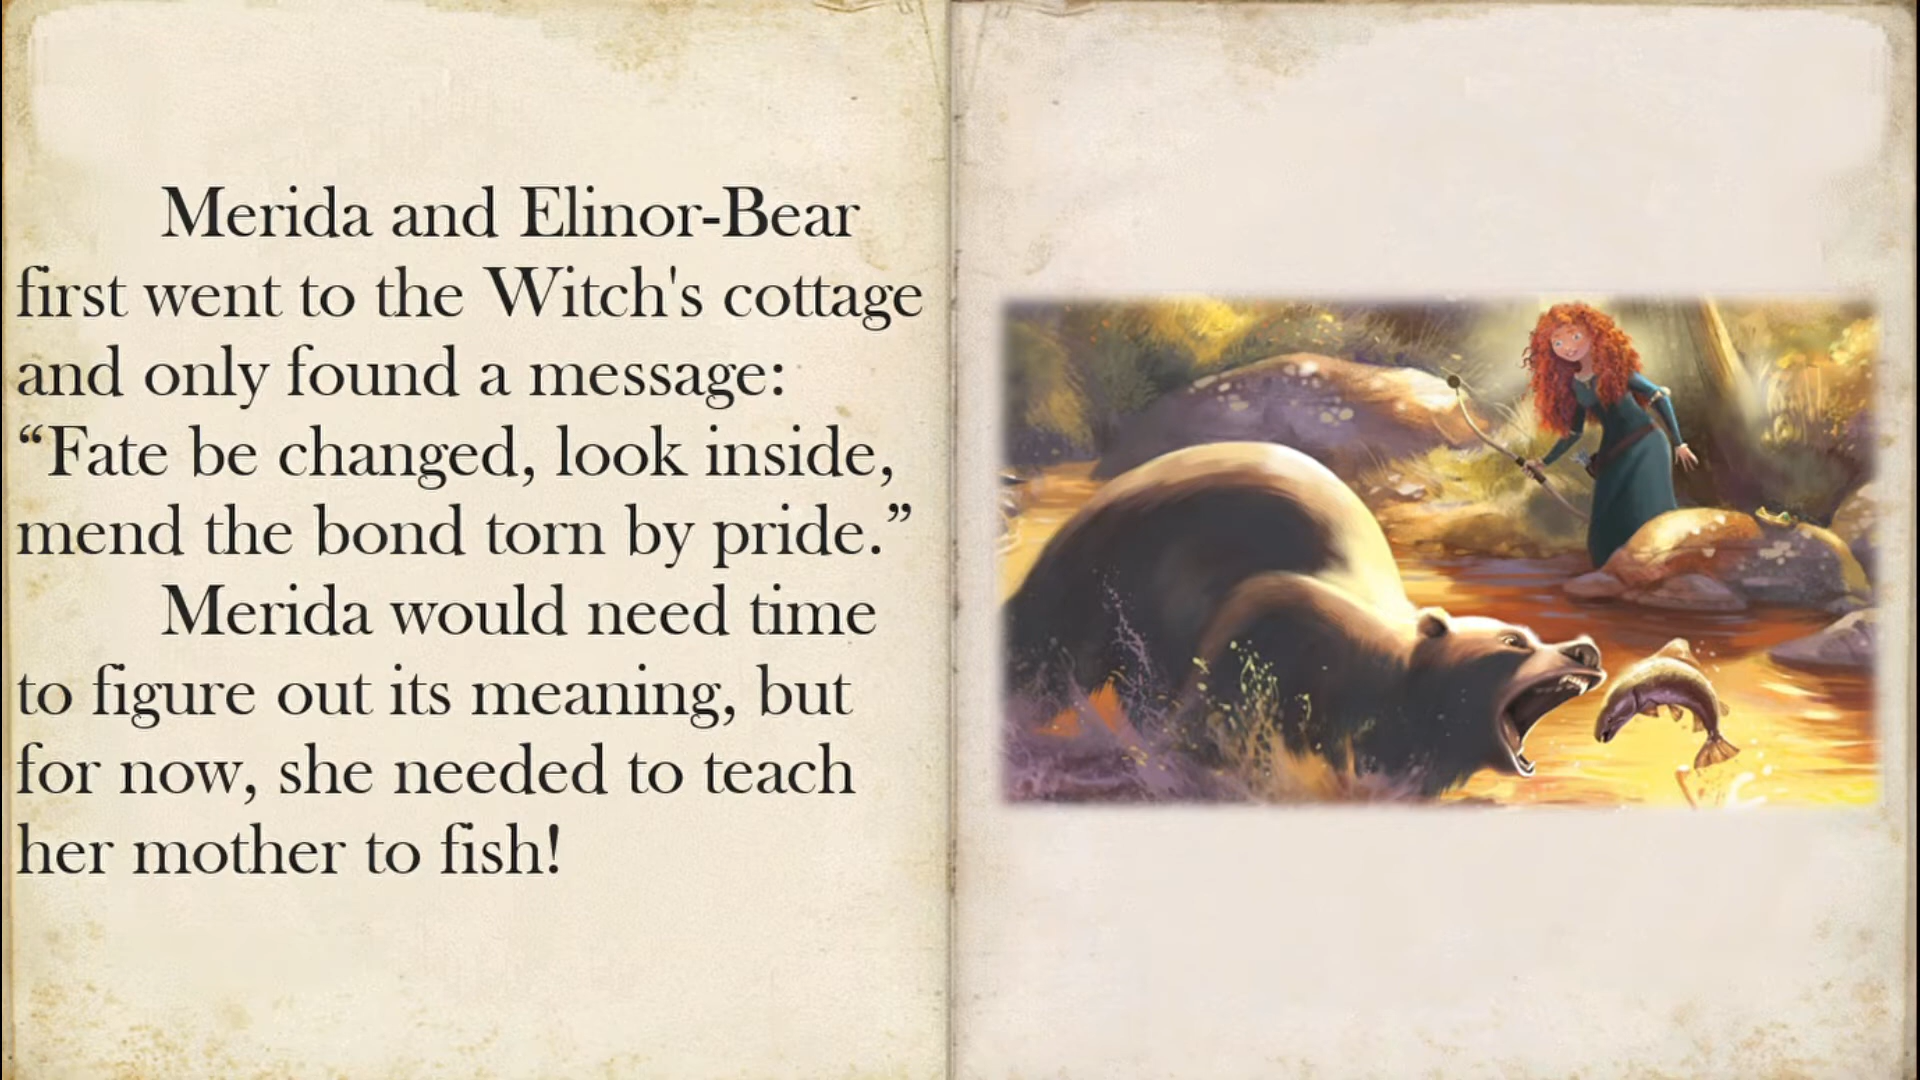 Merida and Elinor-Bear
first went to the Witch's cottage
and only found a message:
“Fate be changed, look inside,
mend the bond torn by pride.”
Merida would need time
to figure out its meaning, but
for now, she needed to teach
her mother to fish!